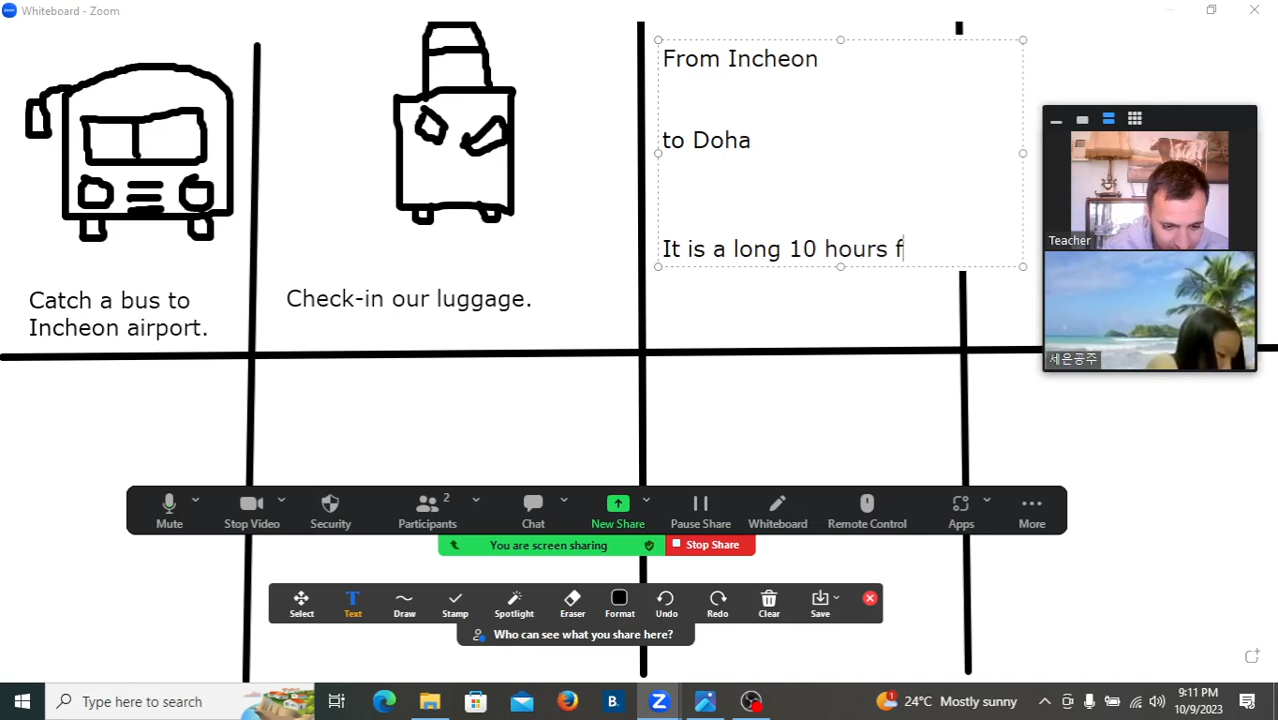 Whiteboard - Zoom
From Incheon
to Doha
It is a long 10 hours f
Catch a bus to
Incheon airport.
Check-in our luggage.
Teacher
세은공주
2
Mute
Stop Video
Security
Participants
Chat
New Share
Pause Share
Whiteboard
Remote Control
Apps
More
You are screen sharing
Stop Share
Select
Text
Draw
Stamp
Spotlight
Eraser
Format
Undo
Redo
Clear
Save
Who can see what you share here?
Type here to search
B.
1
24°C Mostly sunny
9:11 PM
10/9/2023